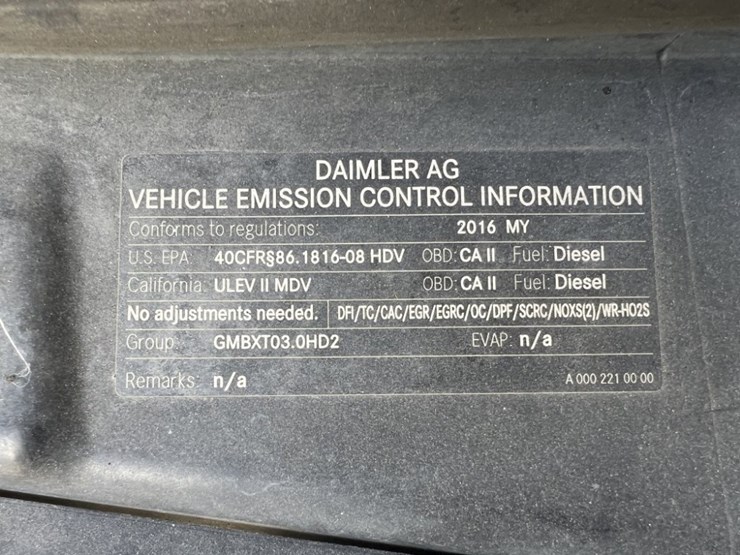 DAIMLER AG
VEHICLE EMISSION CONTROL INFORMATION
Conforms to regulations: 2016 MY
U.S. EPA: 40CFR§86.1816-08 HDV OBD: CA II Fuel: Diesel
California: ULEV II MDV OBD: CA II Fuel: Diesel
No adjustments needed. DFI/TC/CAC/EGR/EGRC/OC/DPF/SCRC/NOXS(2)/WR-HO2S
Group: GMBXT03.0HD2 EVAP: n/a
Remarks: n/a A 000 221 00 00